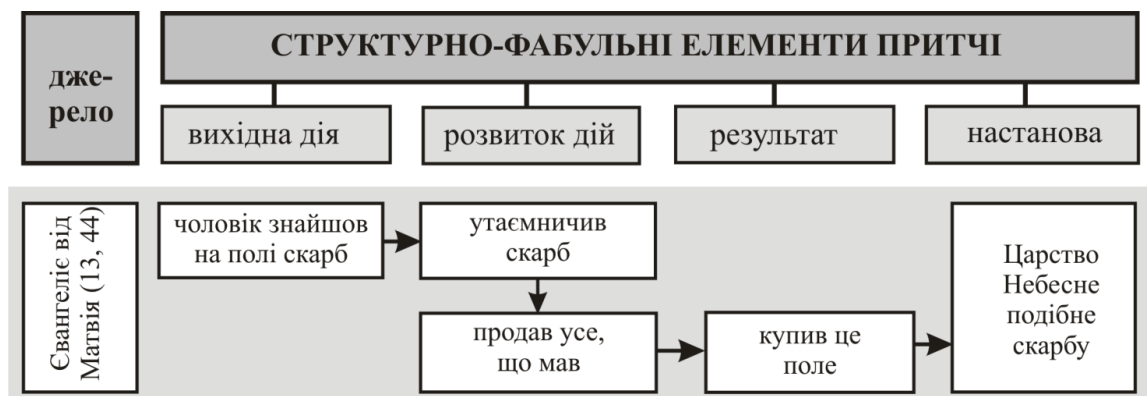 дже-
рело
СТРУКТУРНО-ФАБУЛЬНІ ЕЛЕМЕНТИ ПРИТЧІ
вихідна дія
розвиток дій
результат
настанова
Євангеліє від
Матвія (13, 44)
чоловік знайшов
на полі скарб
утаємничив
скарб
продав усе,
що мав
купив це
поле
Царство
Небесне
подібне
скарбу